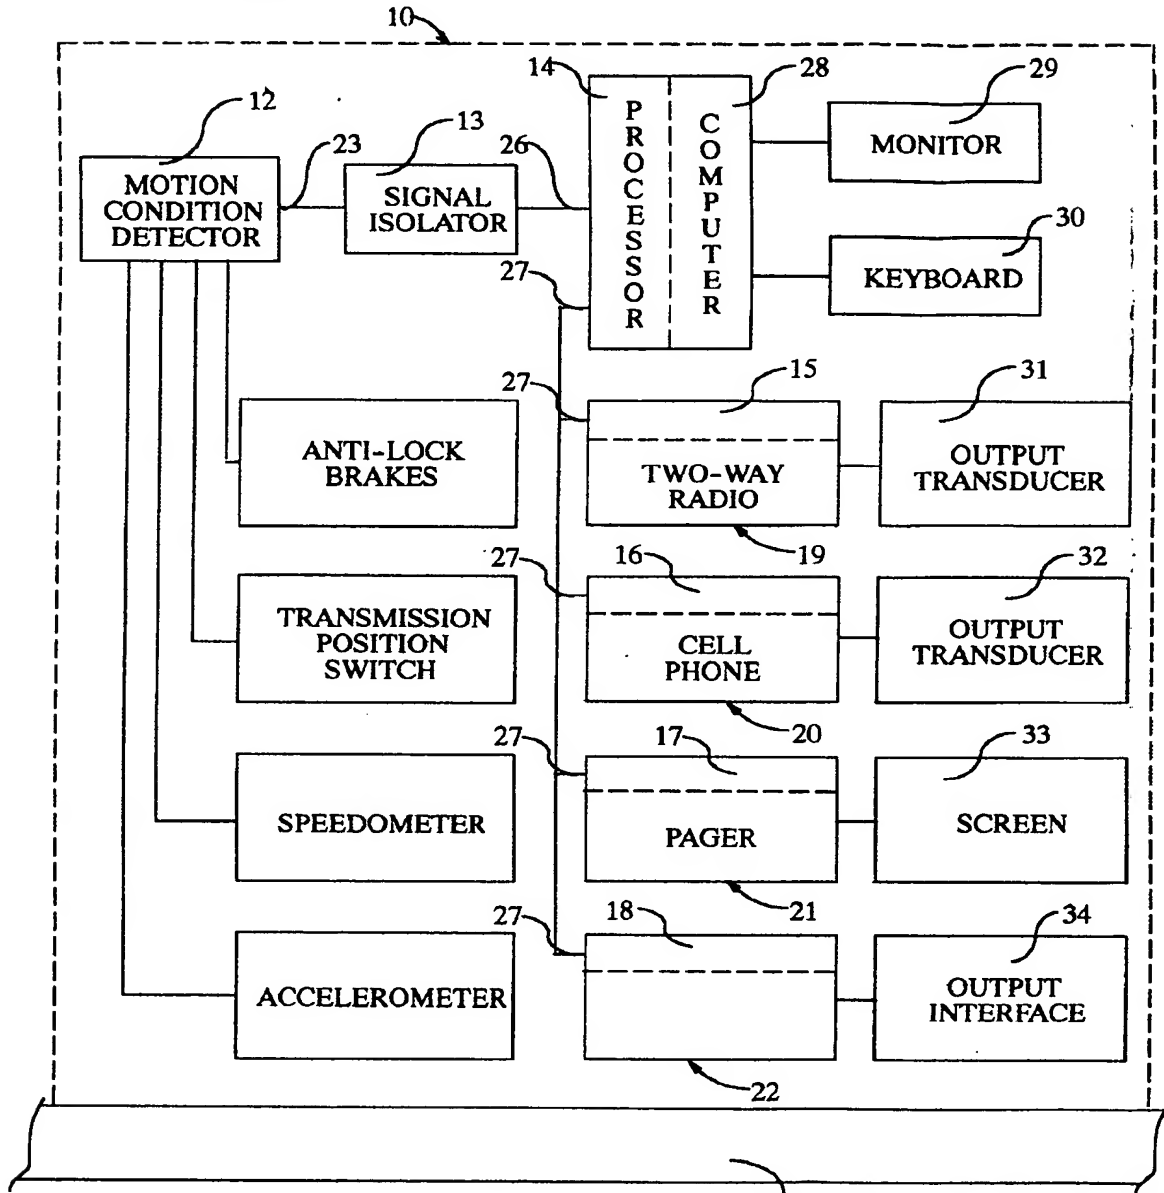 10
12
MOTION
CONDITION
DETECTOR
23
13
SIGNAL
ISOLATOR
26
14
PROCESSOR
28
COMPUTER
29
MONITOR
30
KEYBOARD
27
ANTI-LOCK
BRAKES
27
15
TWO-WAY
RADIO
19
31
OUTPUT
TRANSDUCER
TRANSMISSION
POSITION
SWITCH
27
16
CELL
PHONE
20
32
OUTPUT
TRANSDUCER
SPEEDOMETER
27
17
PAGER
21
33
SCREEN
ACCELEROMETER
27
18
22
34
OUTPUT
INTERFACE